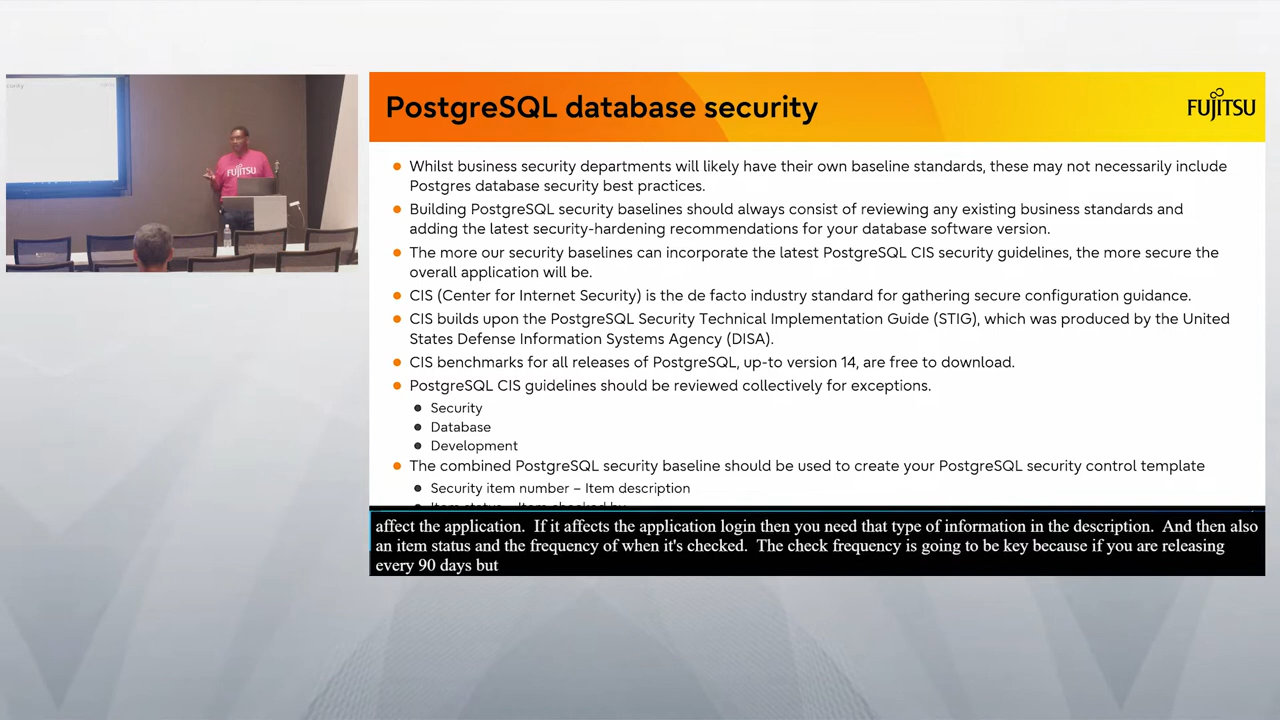 PostgreSQL database security
FUJITSU
Whilst business security departments will likely have their own baseline standards, these may not necessarily include
Postgres database security best practices.
Building PostgreSQL security baselines should always consist of reviewing any existing business standards and
adding the latest security-hardening recommendations for your database software version.
The more our security baselines can incorporate the latest PostgreSQL CIS security guidelines, the more secure the
overall application will be.
CIS (Center for Internet Security) is the de facto industry standard for gathering secure configuration guidance.
CIS builds upon the PostgreSQL Security Technical Implementation Guide (STIG), which was produced by the United
States Defense Information Systems Agency (DISA).
CIS benchmarks for all releases of PostgreSQL, up-to version 14, are free to download.
PostgreSQL CIS guidelines should be reviewed collectively for exceptions.
Security
Database
Development
The combined PostgreSQL security baseline should be used to create your PostgreSQL security control template
Security item number – Item description
Item status – Item checked by
affect the application.  If it affects the application login then you need that type of information in the description.  And then also
an item status and the frequency of when it's checked.  The check frequency is going to be key because if you are releasing
every 90 days but
FUJITSU